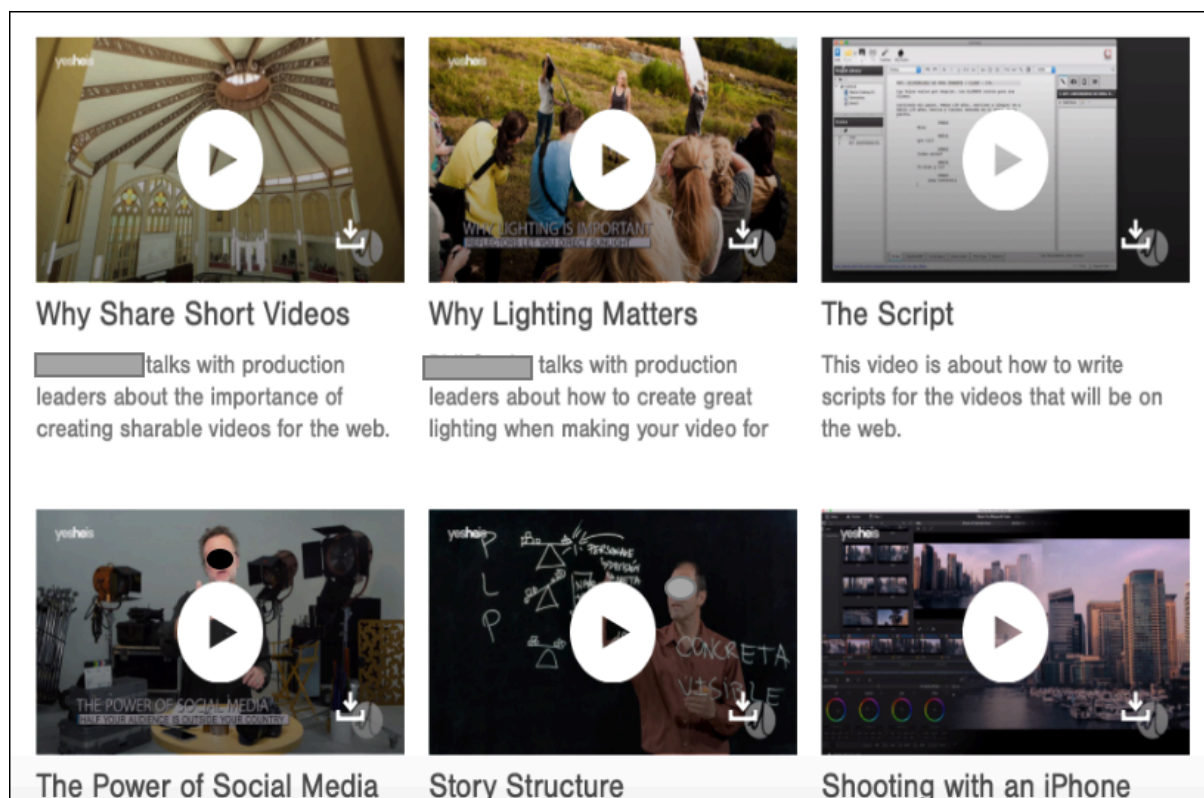 yesheis
yesheis
WHY LIGHTING IS IMPORTANT
REFLECTORS LET YOU DIRECT SUNLIGHT
Why Share Short Videos
Why Lighting Matters
The Script
talks with production
leaders about the importance of
creating sharable videos for the web.
talks with production
leaders about how to create great
lighting when making your video for
This video is about how to write
scripts for the videos that will be on
the web.
yesheis
THE POWER OF SOCIAL MEDIA
HALF YOUR AUDIENCE IS OUTSIDE YOUR COUNTRY
yesheis
P
L
P
P
PERSONAJE
META
CONCRETA
VISIBLE
yesheis
The Power of Social Media
Story Structure
Shooting with an iPhone